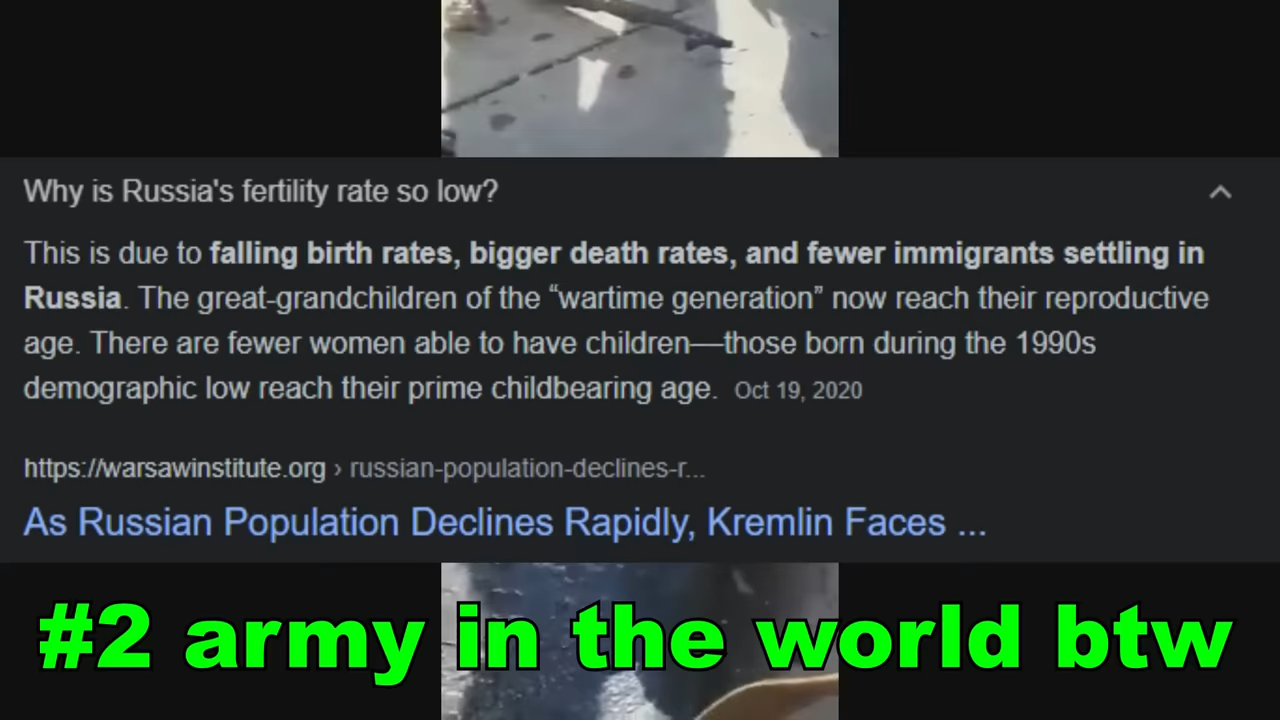 Why is Russia's fertility rate so low?
This is due to falling birth rates, bigger death rates, and fewer immigrants settling in
Russia. The great-grandchildren of the “wartime generation” now reach their reproductive
age. There are fewer women able to have children—those born during the 1990s
demographic low reach their prime childbearing age. Oct 19, 2020
https://warsawinstitute.org › russian-population-declines-r...
As Russian Population Declines Rapidly, Kremlin Faces ...
#2 army in the world btw